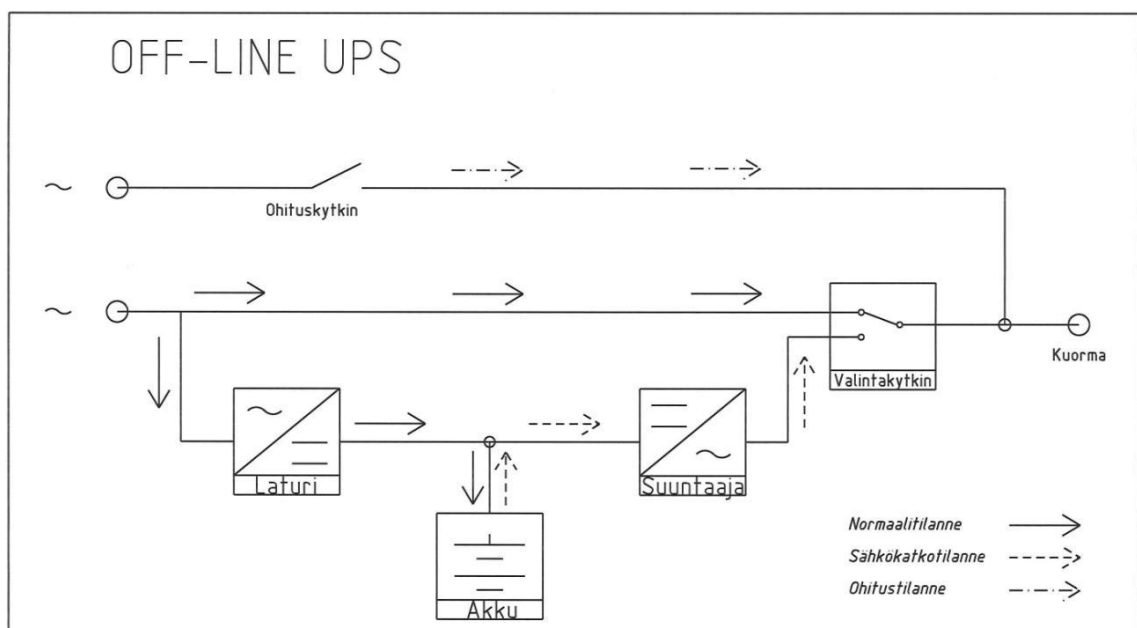 OFF-LINE UPS
~
Ohituskytkin
~
Valintakytkin
Kuorma
Laturi
Suuntaaja
Akku
Normaalitilanne
Sähkökatkotilanne
Ohitustilanne